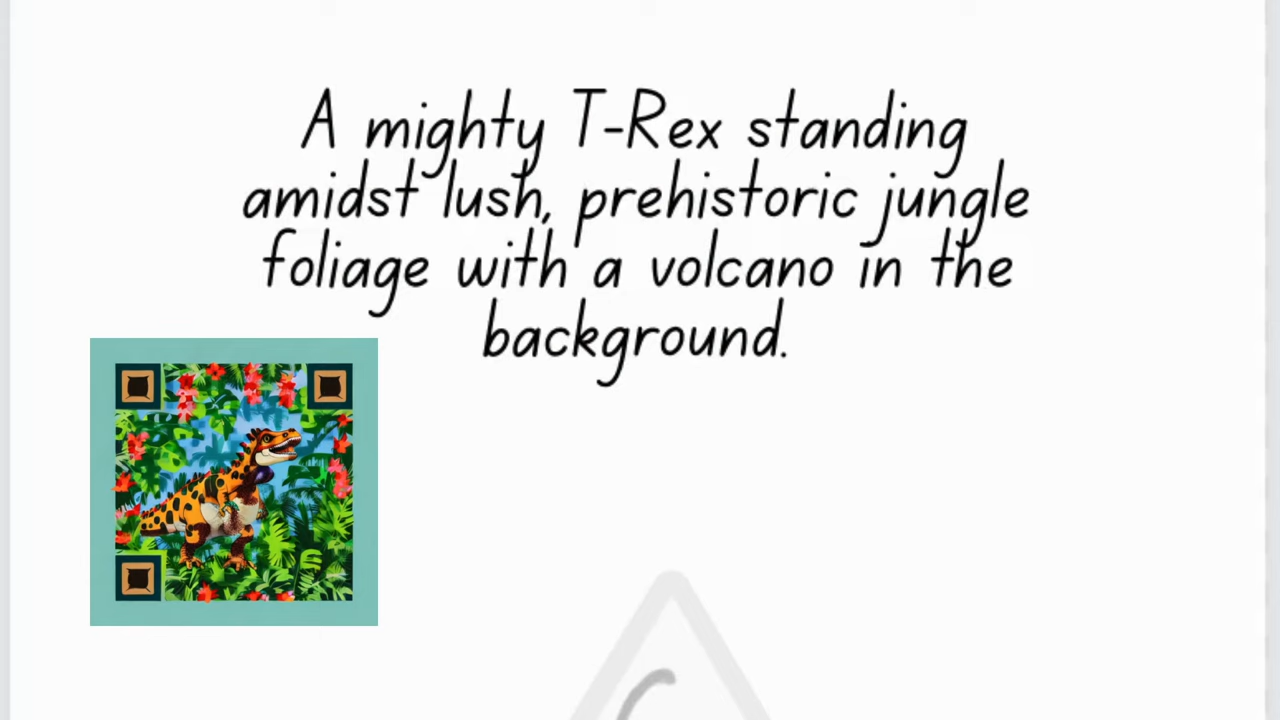 A mighty T-Rex standing
amidst lush, prehistoric jungle
foliage with a volcano in the
background.